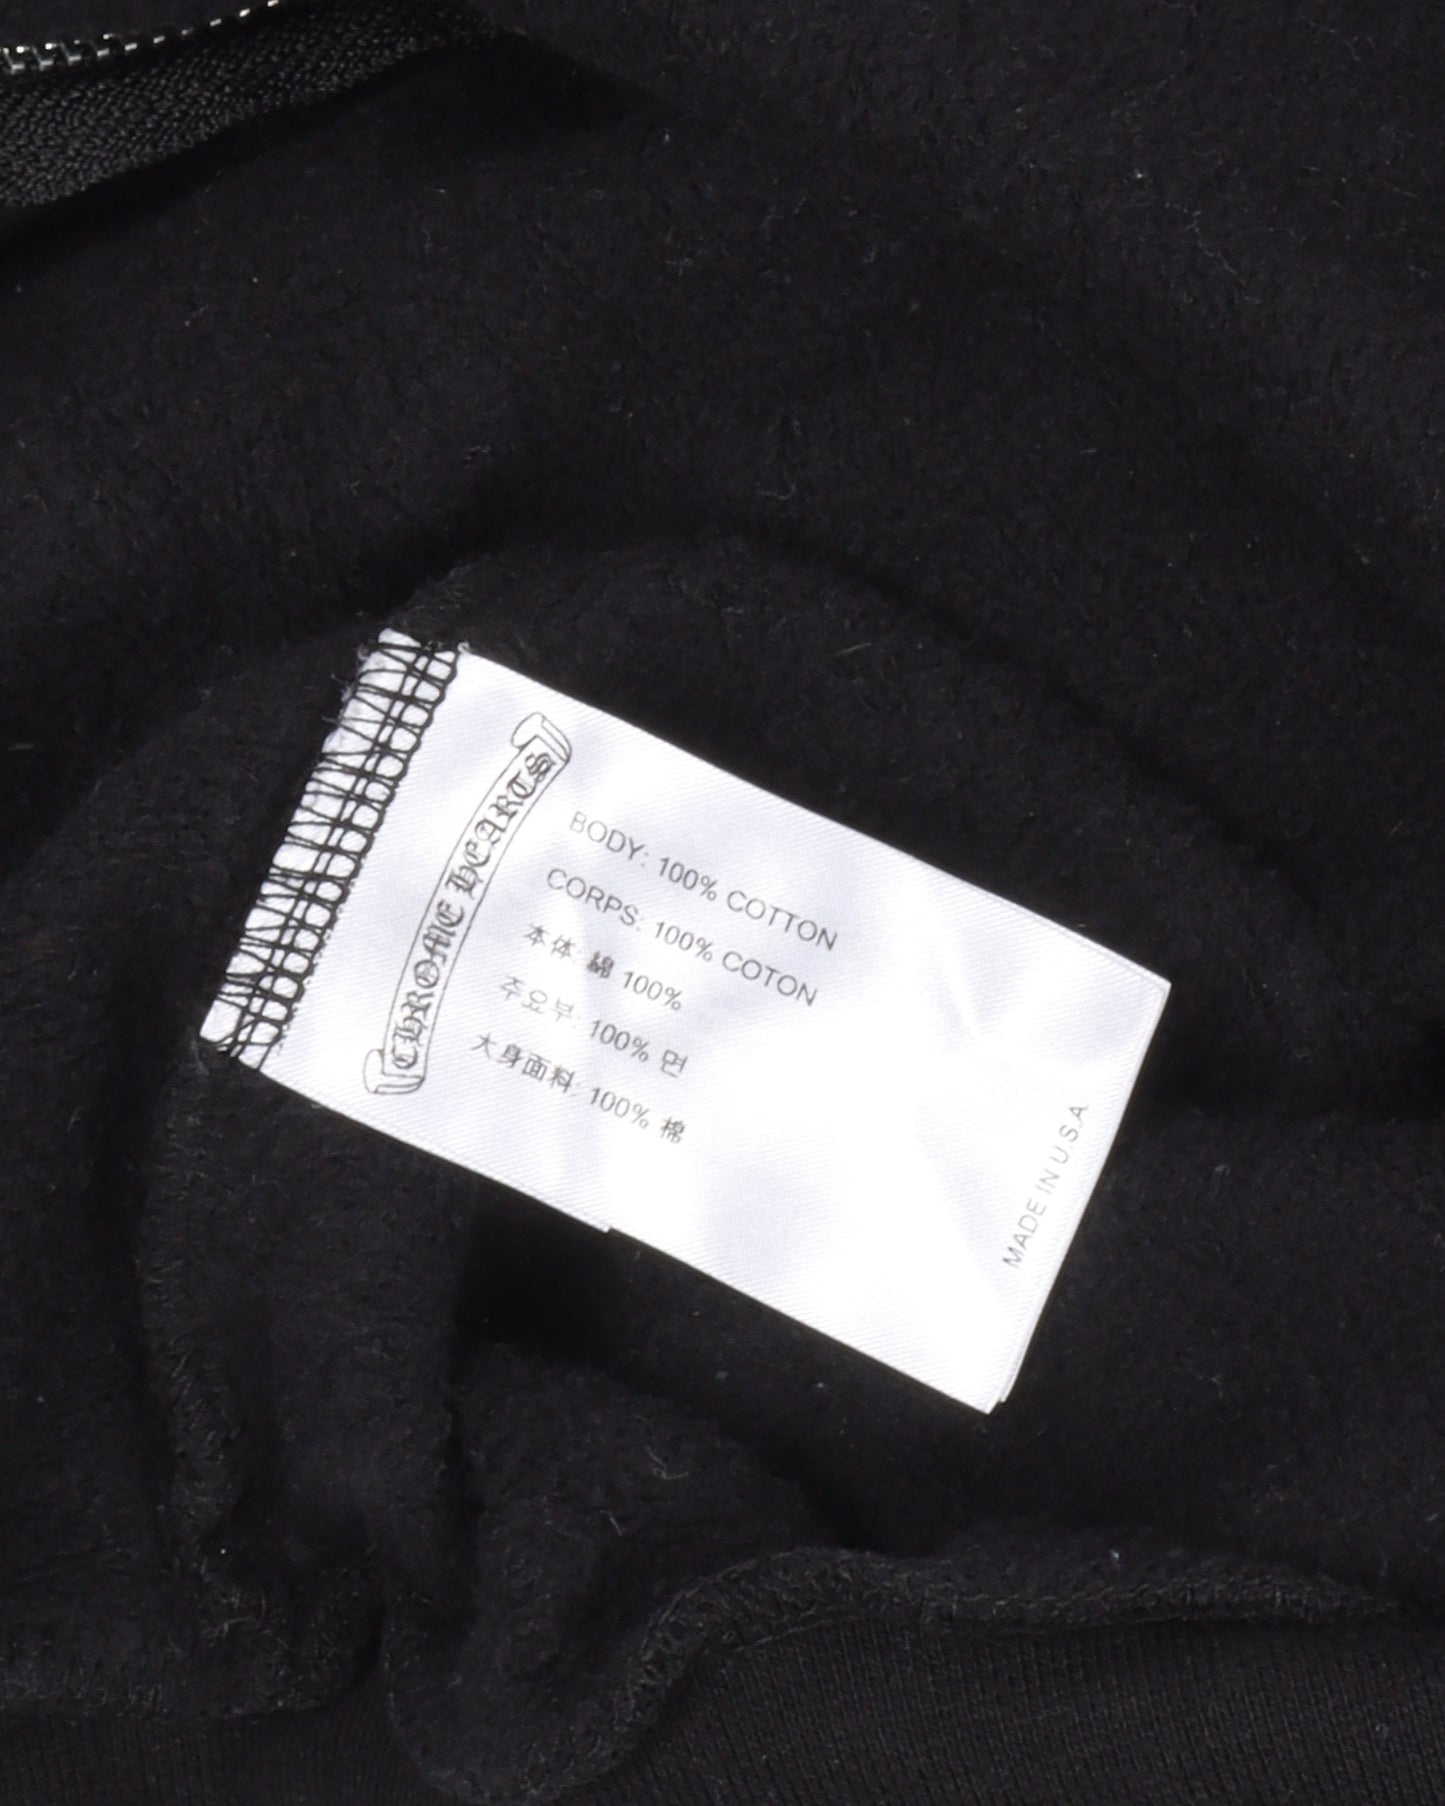 CHROME HEARTS
BODY: 100% COTTON
CORPS: 100% COTON
本体: 綿 100%
주요부: 100% 면
大身面料: 100% 棉
MADE IN U.S.A.